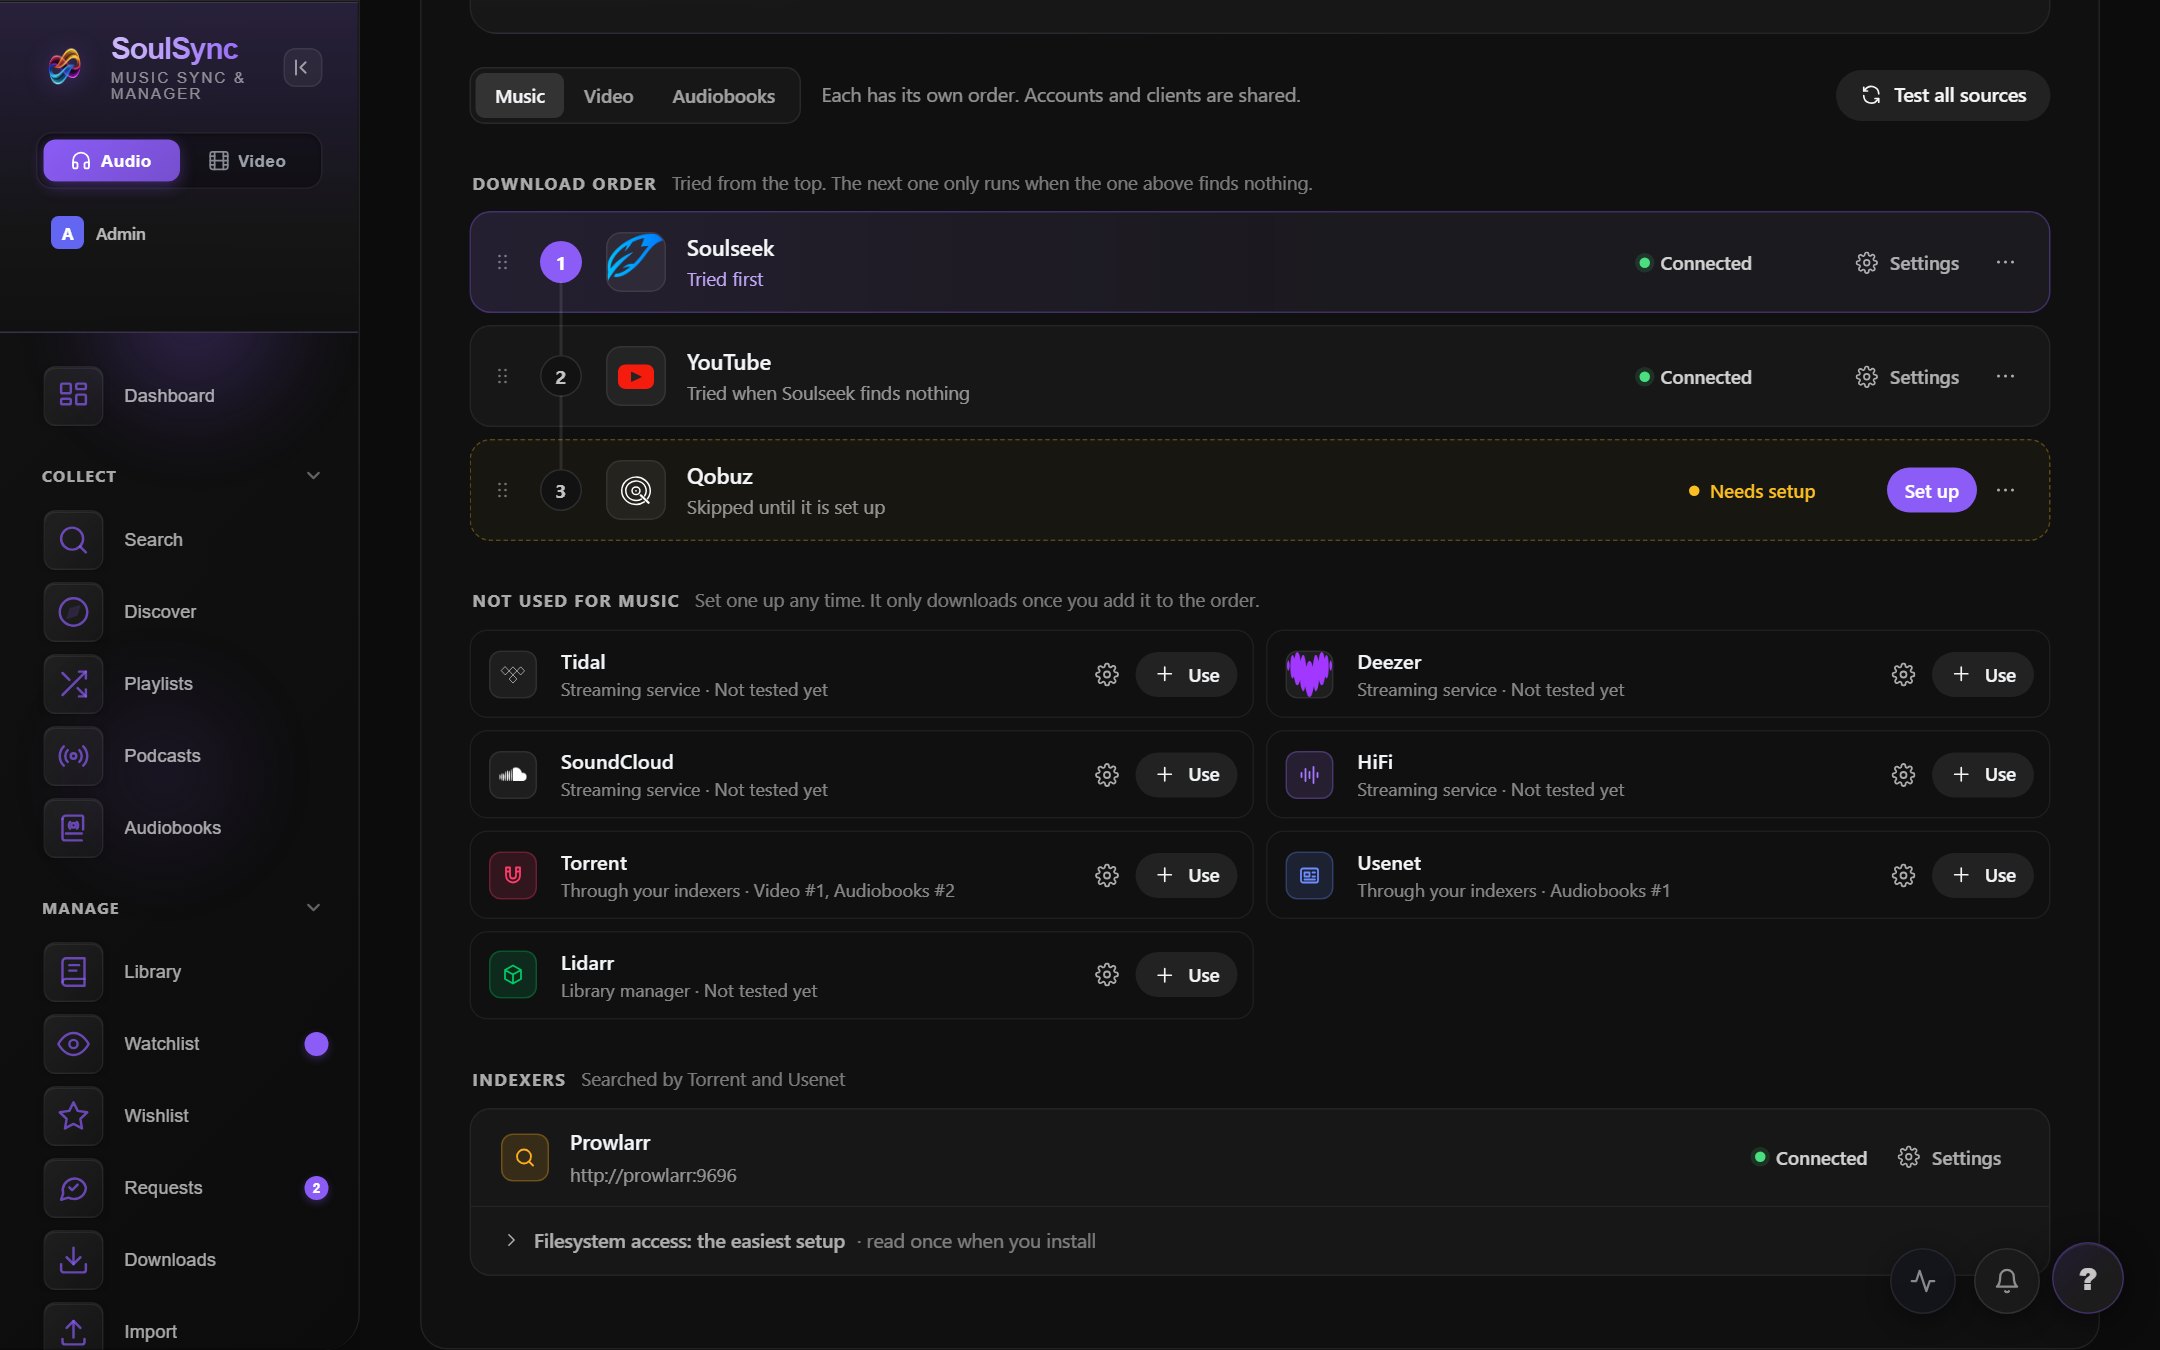 SoulSync
MUSIC SYNC &
MANAGER
Audio
Video
A
Admin
Dashboard
COLLECT
Search
Discover
Playlists
Podcasts
Audiobooks
MANAGE
Library
Watchlist
Wishlist
Requests
2
Downloads
Import
Music
Video
Audiobooks
Each has its own order. Accounts and clients are shared.
Test all sources
DOWNLOAD ORDER Tried from the top. The next one only runs when the one above finds nothing.
1
Soulseek
Tried first
Connected
Settings
2
YouTube
Tried when Soulseek finds nothing
Connected
Settings
3
Qobuz
Skipped until it is set up
Needs setup
Set up
NOT USED FOR MUSIC Set one up any time. It only downloads once you add it to the order.
Tidal
Streaming service · Not tested yet
Use
Deezer
Streaming service · Not tested yet
Use
SoundCloud
Streaming service · Not tested yet
Use
HiFi
Streaming service · Not tested yet
Use
Torrent
Through your indexers · Video #1, Audiobooks #2
Use
Usenet
Through your indexers · Audiobooks #1
Use
Lidarr
Library manager · Not tested yet
Use
INDEXERS Searched by Torrent and Usenet
Prowlarr
http://prowlarr:9696
Connected
Settings
Filesystem access: the easiest setup · read once when you install
?